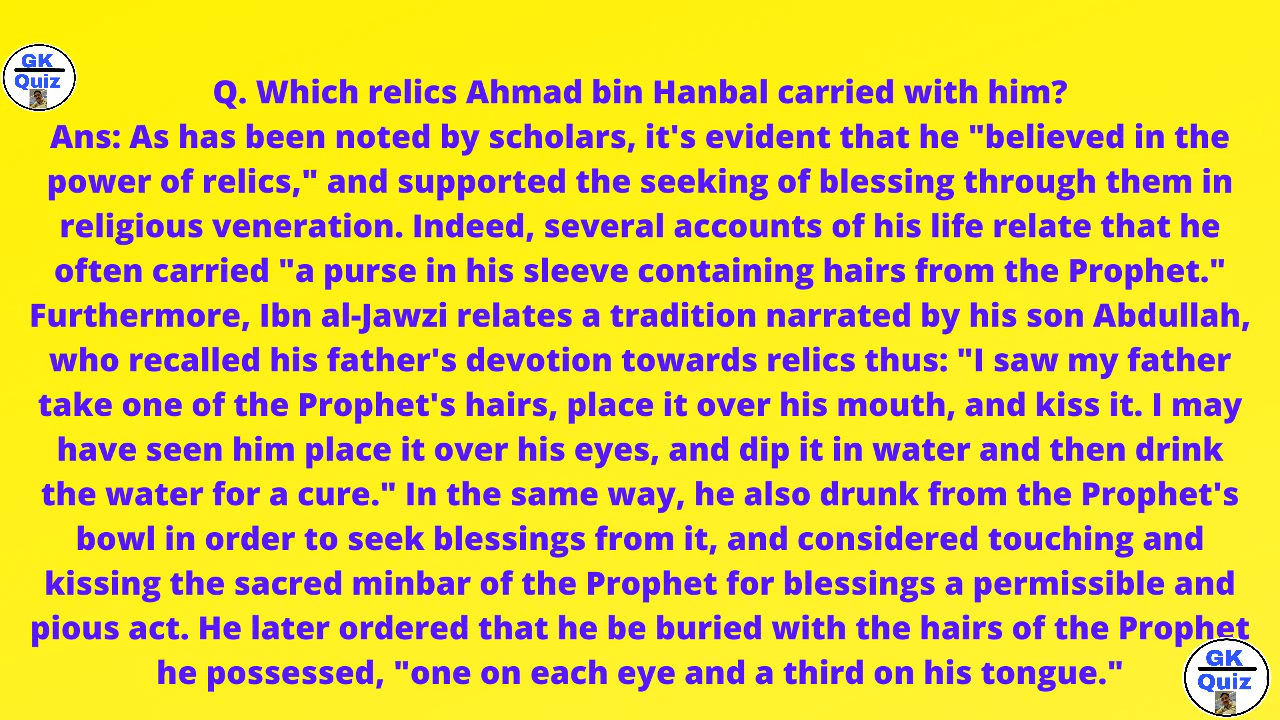 GK
Quiz
Q. Which relics Ahmad bin Hanbal carried with him?
Ans: As has been noted by scholars, it's evident that he "believed in the
power of relics," and supported the seeking of blessing through them in
religious veneration. Indeed, several accounts of his life relate that he
often carried "a purse in his sleeve containing hairs from the Prophet."
Furthermore, Ibn al-Jawzi relates a tradition narrated by his son Abdullah,
who recalled his father's devotion towards relics thus: "I saw my father
take one of the Prophet's hairs, place it over his mouth, and kiss it. I may
have seen him place it over his eyes, and dip it in water and then drink
the water for a cure." In the same way, he also drunk from the Prophet's
bowl in order to seek blessings from it, and considered touching and
kissing the sacred minbar of the Prophet for blessings a permissible and
pious act. He later ordered that he be buried with the hairs of the Prophet
he possessed, "one on each eye and a third on his tongue."
GK
Quiz